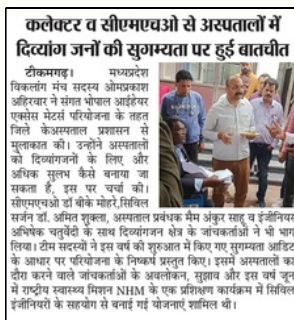 कलेक्टर व सीएमएचओ से अस्पतालों में
दिव्यांग जनों की सुगम्यता पर हुई बातचीत
टीकमगढ़। मध्यप्रदेश
विकलांग मंच सदस्य ओमप्रकाश
अहिरवार ने संगत भोपाल आईहेयर
एक्सेस मेटर्स परियोजना के तहत
जिले केअस्पताल प्रशासन से
मुलाकात की। उन्होंने अस्पतालों
को दिव्यांगजनों के लिए और
अधिक सुलभ कैसे बनाया जा
सकता है, इस पर चर्चा की।
सीएमएचओ डॉ बीके मोहरे,सिविल
सर्जन डॉ. अमित शुक्ला, अस्पताल प्रबंधक मैम अंकुर साहू व इंजीनियर
अभिषेक चतुर्वेदी के साथ दिव्यांगजन क्षेत्र के जांचकर्ताओं ने भी भाग
लिया। टीम सदस्यों ने इस वर्ष की शुरुआत में किए गए सुगम्यता आडिट
के आधार पर परियोजना के निष्कर्ष प्रस्तुत किए। इसमें अस्पतालों का
दौरा करने वाले जांचकर्ताओं के अवलोकन, सुझाव और इस वर्ष जून
में राष्ट्रीय स्वास्थ्य मिशन NHM के एक प्रशिक्षण कार्यक्रम में सिविल
इंजीनियरों के सहयोग से बनाई गई योजनाएं शामिल थी।